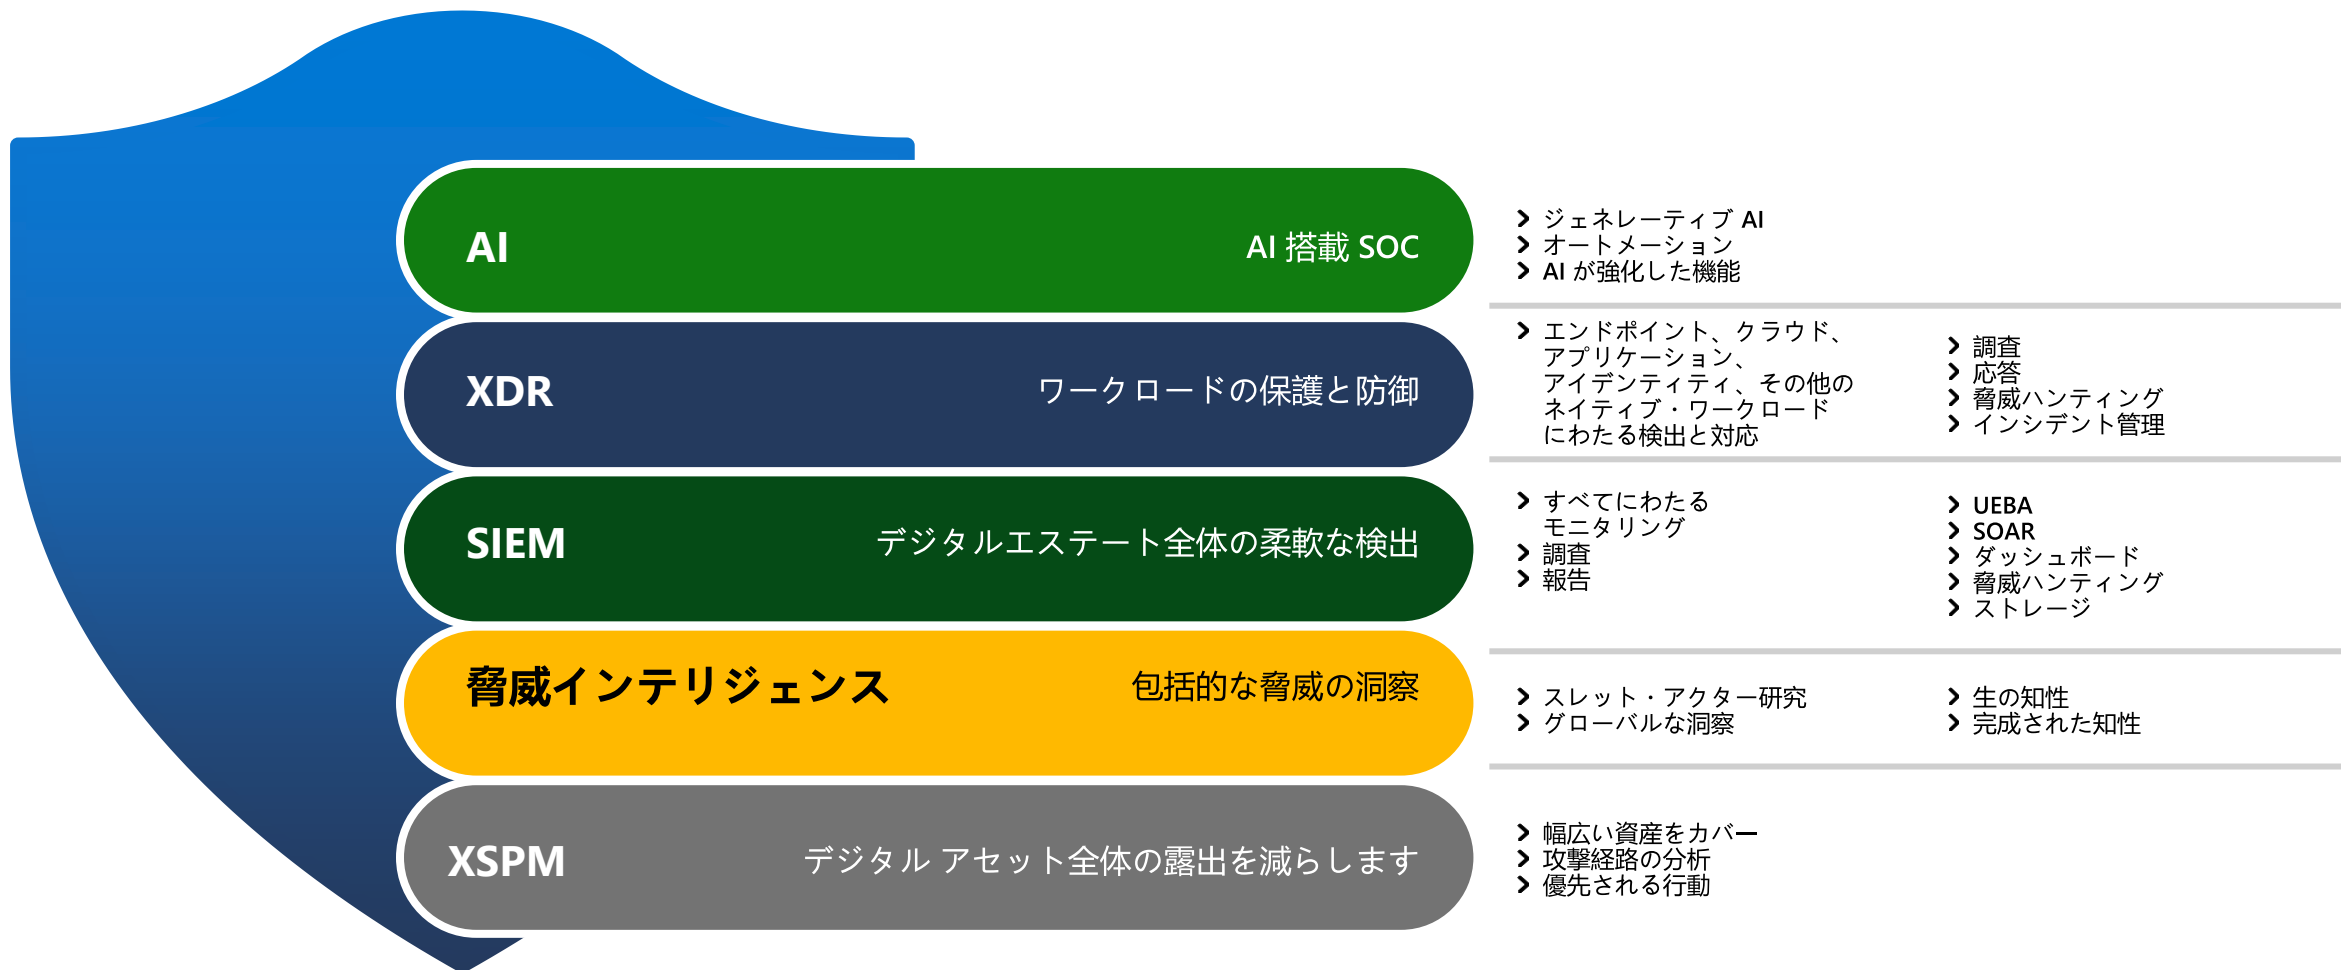 AI
AI 搭載 SOC
ジェネレーティブ AI
オートメーション
AI が強化した機能
XDR
ワークロードの保護と防御
エンドポイント、クラウド、
アプリケーション、
アイデンティティ、その他の
ネイティブ・ワークロード
にわたる検出と対応
調査
応答
脅威ハンティング
インシデント管理
SIEM
デジタルエステート全体の柔軟な検出
すべてにわたる
モニタリング
調査
報告
UEBA
SOAR
ダッシュボード
脅威ハンティング
ストレージ
脅威インテリジェンス
包括的な脅威の洞察
スレット・アクター研究
グローバルな洞察
生の知性
完成された知性
XSPM
デジタル アセット全体の露出を減らします
幅広い資産をカバー
攻撃経路の分析
優先される行動